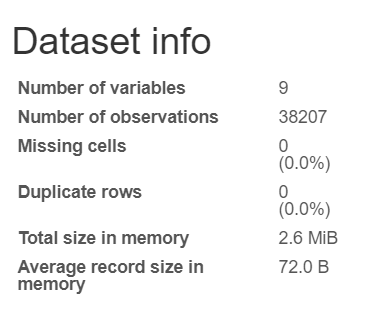 Dataset info
Number of variables 9
Number of observations 38207
Missing cells 0
(0.0%)
Duplicate rows 0
(0.0%)
Total size in memory 2.6 MiB
Average record size in 72.0 B
memory